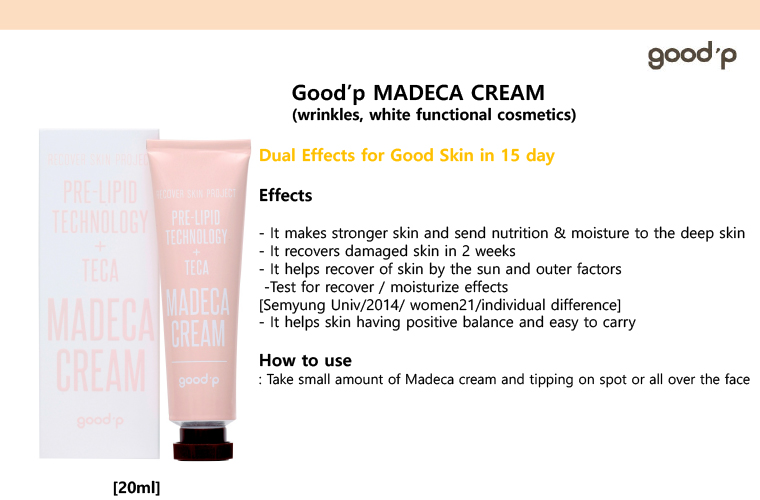 good'p
Good'p MADECA CREAM
(wrinkles, white functional cosmetics)
Dual Effects for Good Skin in 15 day
Effects
- It makes stronger skin and send nutrition & moisture to the deep skin
- It recovers damaged skin in 2 weeks
- It helps recover of skin by the sun and outer factors
-Test for recover / moisturize effects
[Semyung Univ/2014/ women21/individual difference]
- It helps skin having positive balance and easy to carry
How to use
: Take small amount of Madeca cream and tipping on spot or all over the face
PRE-LIPID
TECHNOLOGY
+
TECA
MADECA
CREAM
good'p
SKIN-PROJECT
PRE-LIPID
TECHNOLOGY
+
TECA
MADECA
CREAM
good'p
[20ml]